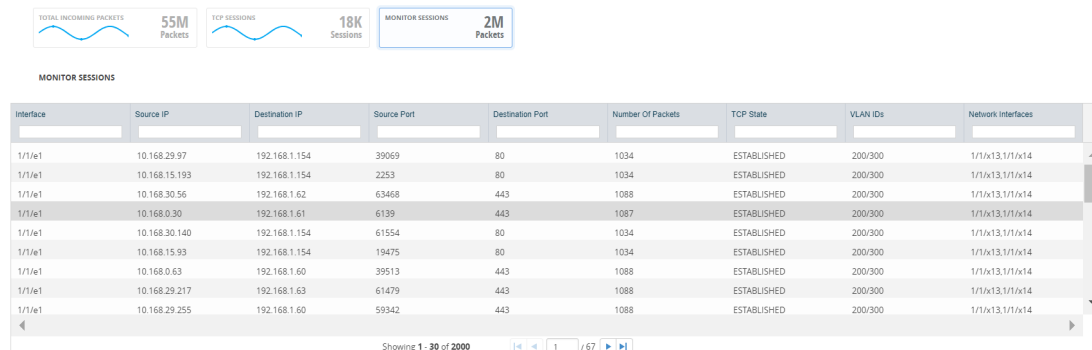 TOTAL INCOMING PACKETS 55M Packets
TCP SESSIONS 18K Sessions
MONITOR SESSIONS 2M Packets
MONITOR SESSIONS
Interface Source IP Destination IP Source Port Destination Port Number Of Packets TCP State VLAN IDs Network Interfaces
1/1/e1 10.168.29.97 192.168.1.154 39069 80 1034 ESTABLISHED 200/300 1/1/x13,1/1/x14
1/1/e1 10.168.15.193 192.168.1.154 2253 80 1034 ESTABLISHED 200/300 1/1/x13,1/1/x14
1/1/e1 10.168.30.56 192.168.1.62 63468 443 1088 ESTABLISHED 200/300 1/1/x13,1/1/x14
1/1/e1 10.168.0.30 192.168.1.61 6139 443 1087 ESTABLISHED 200/300 1/1/x13,1/1/x14
1/1/e1 10.168.30.140 192.168.1.154 61554 80 1034 ESTABLISHED 200/300 1/1/x13,1/1/x14
1/1/e1 10.168.15.93 192.168.1.154 19475 80 1034 ESTABLISHED 200/300 1/1/x13,1/1/x14
1/1/e1 10.168.0.63 192.168.1.60 39513 443 1088 ESTABLISHED 200/300 1/1/x13,1/1/x14
1/1/e1 10.168.29.217 192.168.1.63 61479 443 1088 ESTABLISHED 200/300 1/1/x13,1/1/x14
1/1/e1 10.168.29.255 192.168.1.60 59342 443 1088 ESTABLISHED 200/300 1/1/x13,1/1/x14
Showing 1 - 30 of 2000 1 / 67